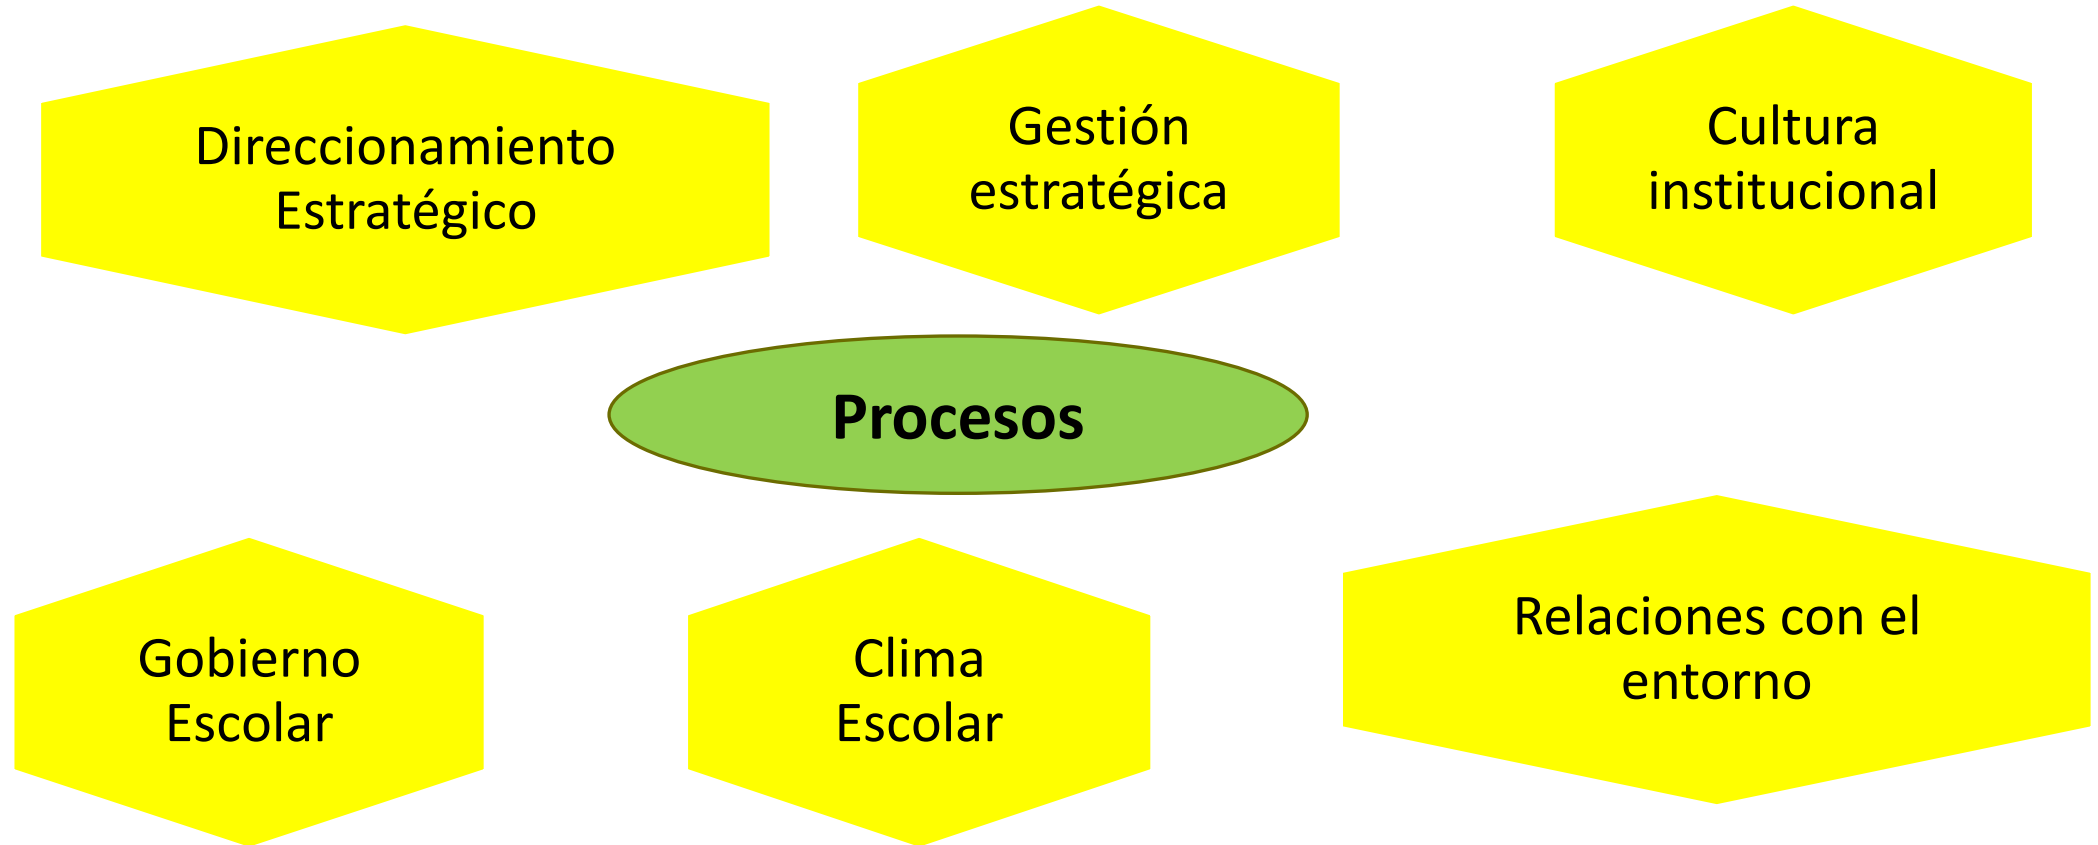 Direccionamiento
Estratégico
Gestión
estratégica
Cultura
institucional
Procesos
Gobierno
Escolar
Clima
Escolar
Relaciones con el
entorno